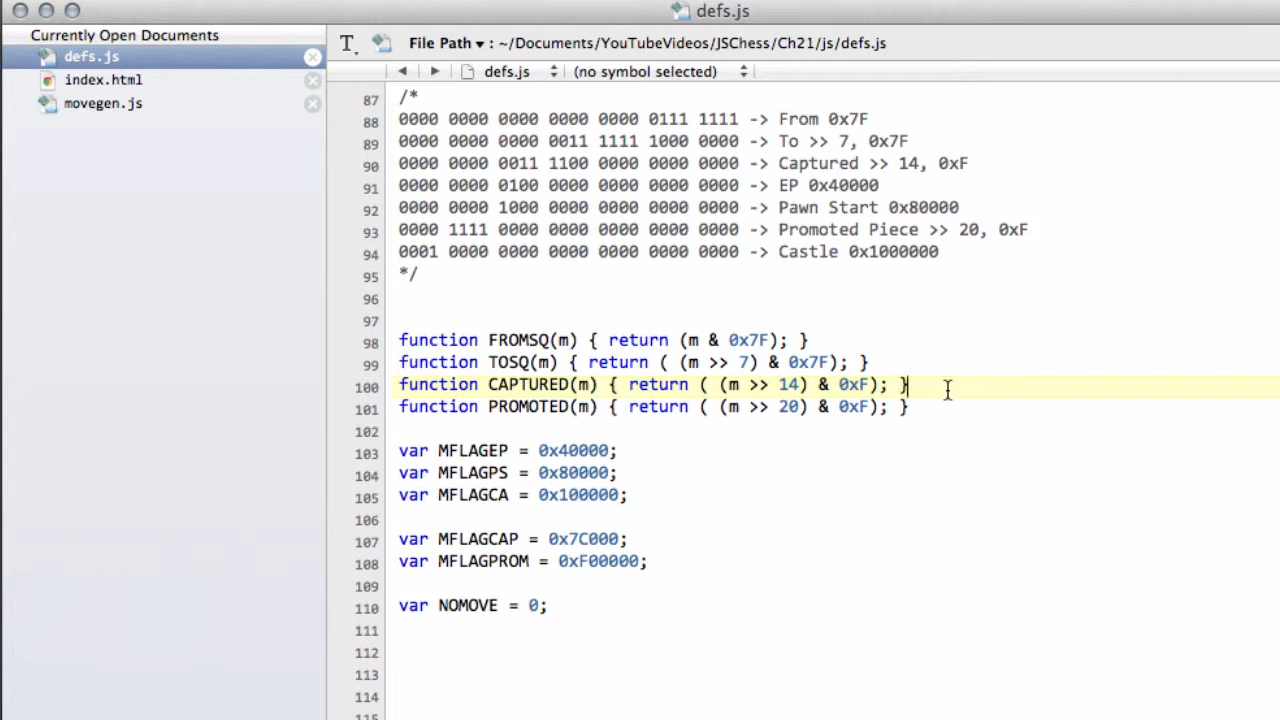 defs.js
Currently Open Documents
defs.js
index.html
movegen.js
T. File Path ▾ : ~/Documents/YouTubeVideos/JSChess/Ch21/js/defs.js
defs.js (no symbol selected)
87 /*
88 0000 0000 0000 0000 0000 0111 1111 -> From 0x7F
89 0000 0000 0000 0011 1111 1000 0000 -> To >> 7, 0x7F
90 0000 0000 0011 1100 0000 0000 0000 -> Captured >> 14, 0xF
91 0000 0000 0100 0000 0000 0000 0000 -> EP 0x40000
92 0000 0000 1000 0000 0000 0000 0000 -> Pawn Start 0x80000
93 0000 1111 0000 0000 0000 0000 0000 -> Promoted Piece >> 20, 0xF
94 0001 0000 0000 0000 0000 0000 0000 -> Castle 0x1000000
95 */
96
97
98 function FROMSQ(m) { return (m & 0x7F); }
99 function TOSQ(m) { return ( (m >> 7) & 0x7F); }
100 function CAPTURED(m) { return ( (m >> 14) & 0xF); }
101 function PROMOTED(m) { return ( (m >> 20) & 0xF); }
102
103 var MFLAGEP = 0x40000;
104 var MFLAGPS = 0x80000;
105 var MFLAGCA = 0x100000;
106
107 var MFLAGCAP = 0x7C000;
108 var MFLAGPROM = 0xF00000;
109
110 var NOMOVE = 0;
111
112
113
114
115